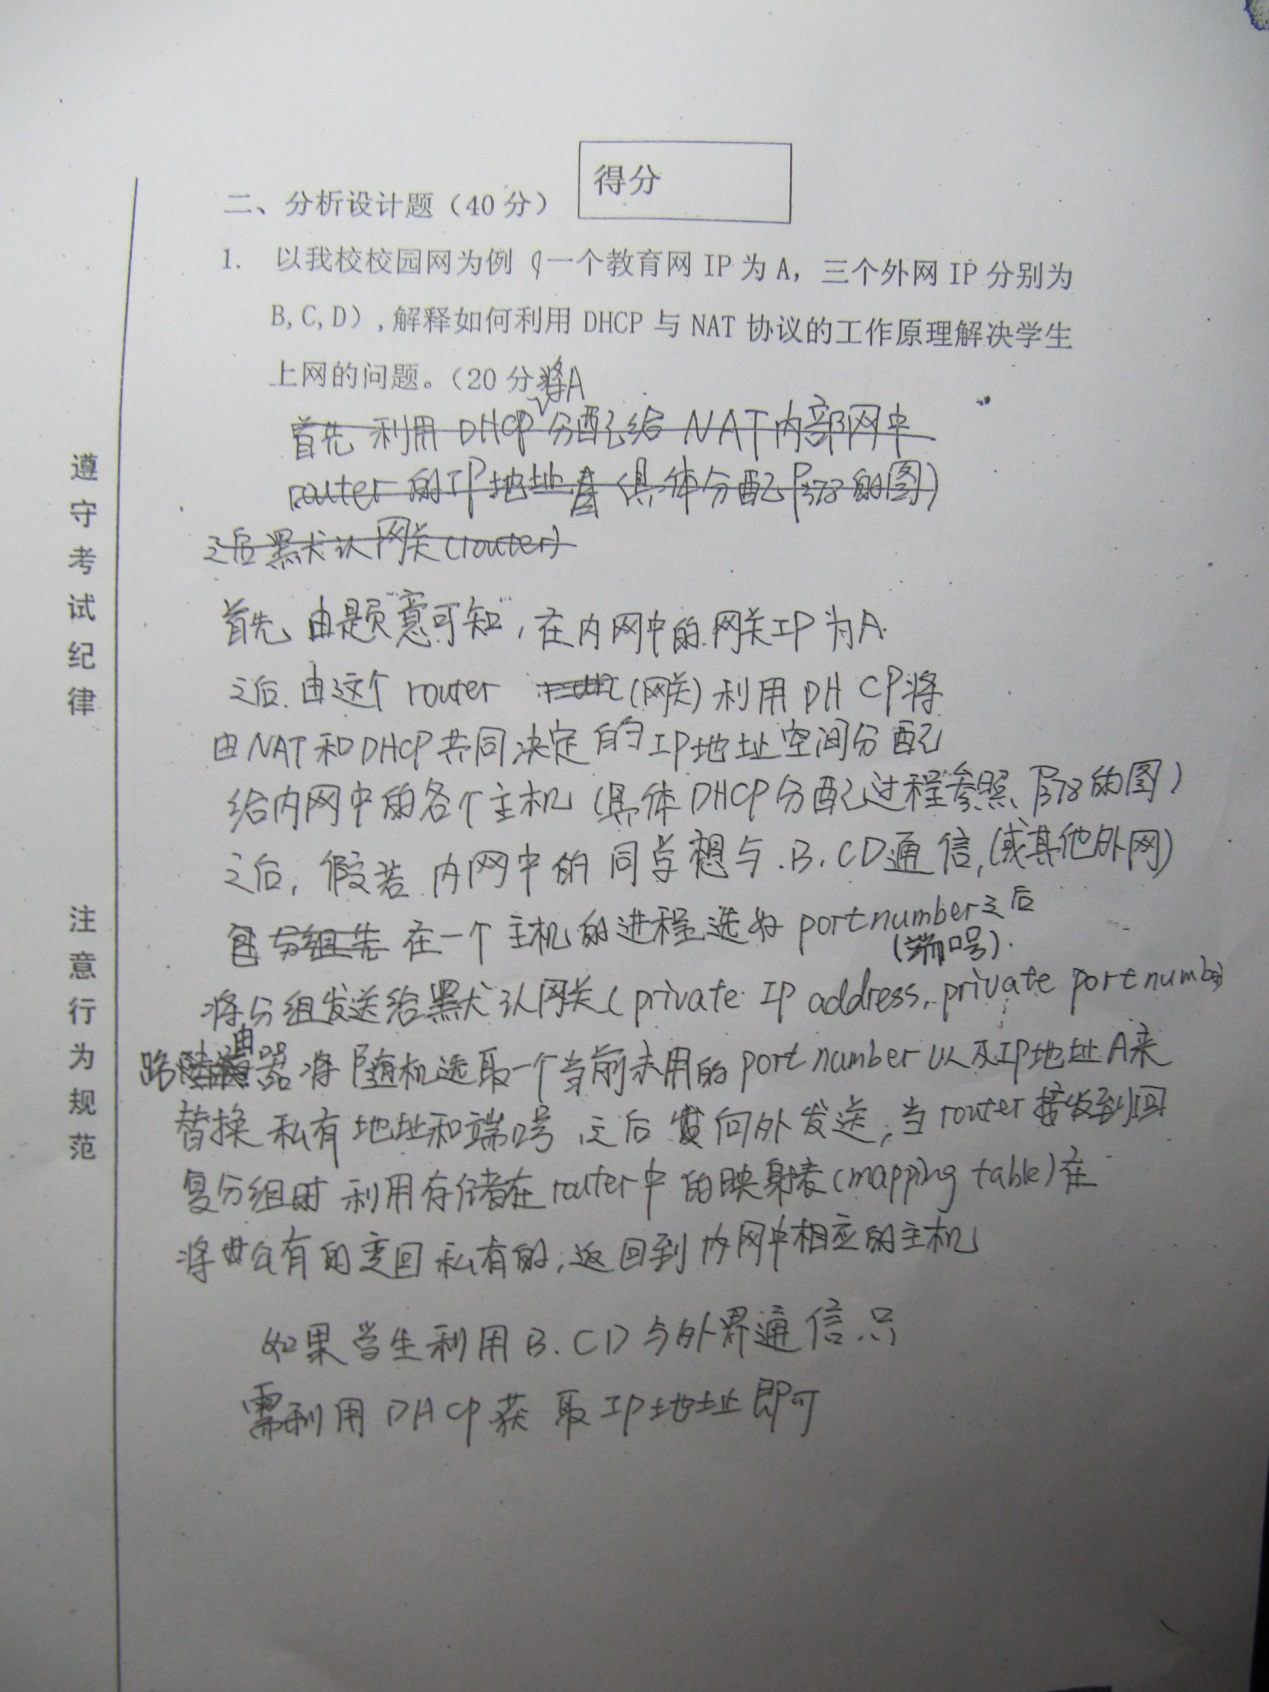 得分
二、分析设计题（40分）
1. 以我校校园网为例（一个教育网IP为A，三个外网IP分别为
B,C,D），解释如何利用DHCP与NAT协议的工作原理解决学生
上网的问题。（20分
将A
首先 利用DHCP分配给NAT内部网中
router的IP地址 (具体分配P378的图)
之后默认网关(router)
首先 由题意可知，在内网中的网关IP为A.
之后.由这个router (网关)利用DHCP将
由NAT和DHCP共同决定的IP地址空间分配
给内网中的各个主机 (具体DHCP分配过程参照P378的图)
之后，假若 内网中的同学想与.B.CD通信,(或其他外网)
包分组先 在一个主机的进程选好portnumber之后
(端口号).
将分组发送给默认网关(private IP address, private port number)
路由器将随机选取一个当前未用的port number以及IP地址A来
替换私有地址和端口号 之后向外发送,当router接收到回
复分组时 利用存储在router中的映射表(mapping table)在
将公有的变回私有的,返回到内网中相应的主机
如果学生利用B.CD与外界通信.只
需利用DHCP获取IP地址即可
遵守考试纪律
注意行为规范